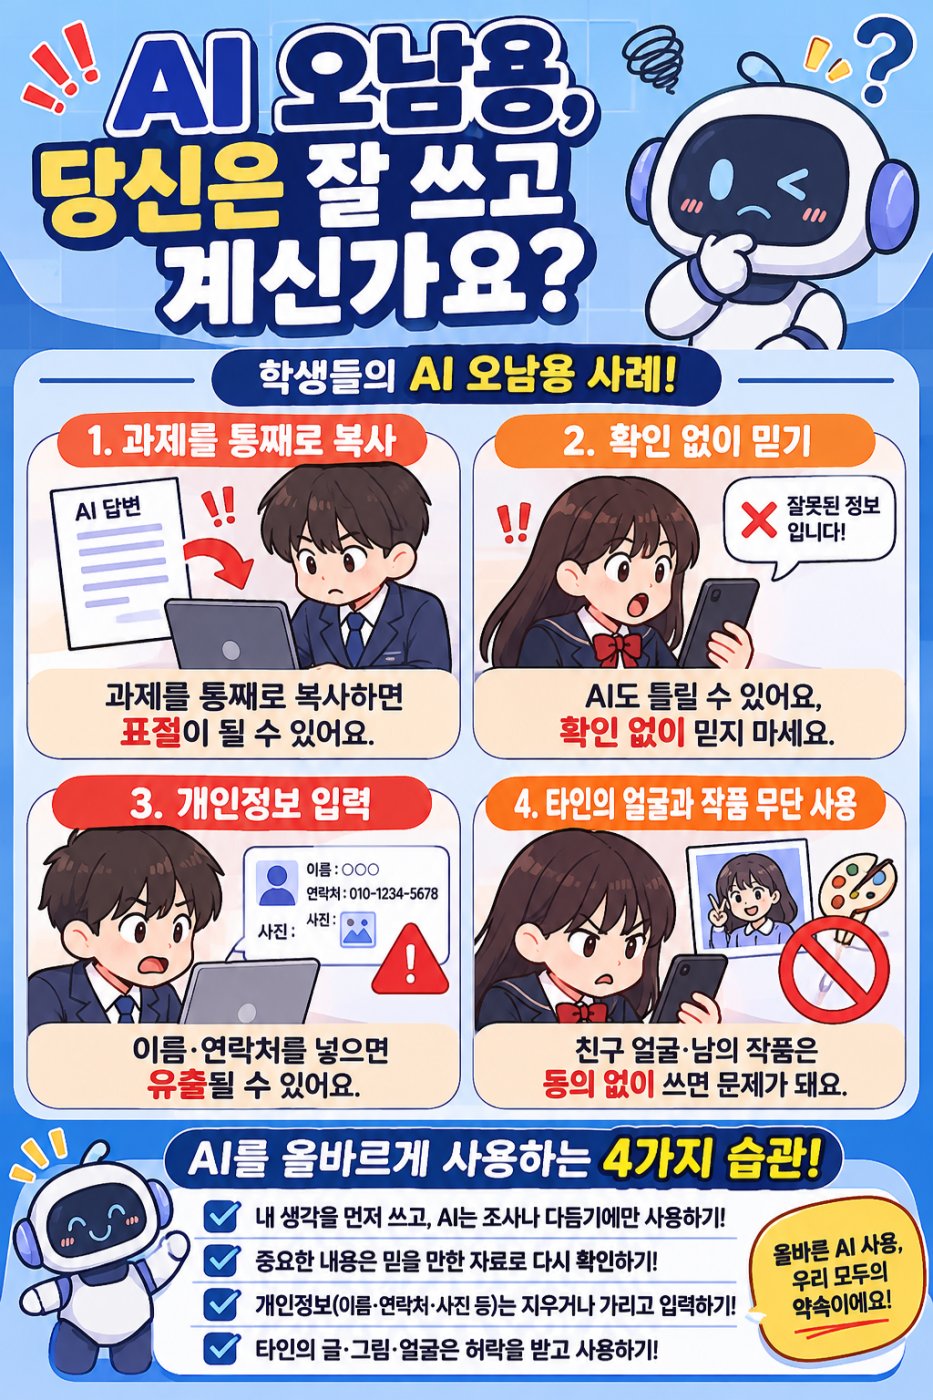 AI 오남용,
당신은 잘 쓰고
계신가요?
?
학생들의 AI 오남용 사례!
1. 과제를 통째로 복사
AI 답변
!!
과제를 통째로 복사하면
표절이 될 수 있어요.
2. 확인 없이 믿기
!!
잘못된 정보
입니다!
AI도 틀릴 수 있어요,
확인 없이 믿지 마세요.
3. 개인정보 입력
이름 : ○○○
연락처 : 010-1234-5678
사진 :
사진 :
!
이름·연락처를 넣으면
유출될 수 있어요.
4. 타인의 얼굴과 작품 무단 사용
친구 얼굴·남의 작품은
동의 없이 쓰면 문제가 돼요.
AI를 올바르게 사용하는 4가지 습관!
내 생각을 먼저 쓰고, AI는 조사나 다듬기에만 사용하기!
중요한 내용은 믿을 만한 자료로 다시 확인하기!
개인정보(이름·연락처·사진 등)는 지우거나 가리고 입력하기!
타인의 글·그림·얼굴은 허락을 받고 사용하기!
올바른 AI 사용,
우리 모두의
약속이에요!